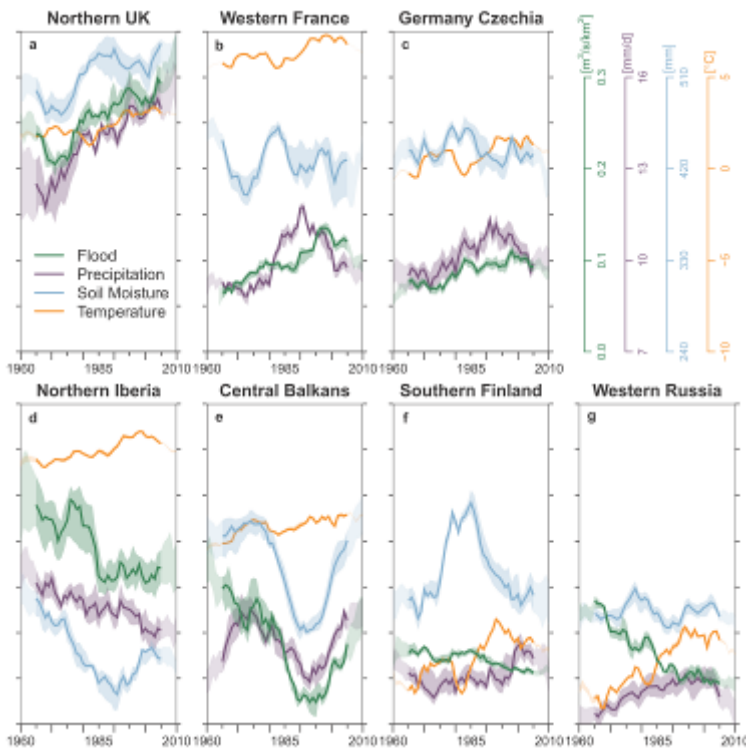 Northern UK
Western France
Germany Czechia
a
b
c
Flood
Precipitation
Soil Moisture
Temperature
[m³/s/km²]
[mm/d]
[mm]
[°C]
0.3
16
510
5
0.2
13
420
0
0.1
10
330
−5
0.0
7
240
−10
1960 1985 2010
1960 1985 2010
1960 1985 2010
Northern Iberia
Central Balkans
Southern Finland
Western Russia
d
e
f
g
1960 1985 2010
1960 1985 2010
1960 1985 2010
1960 1985 2010